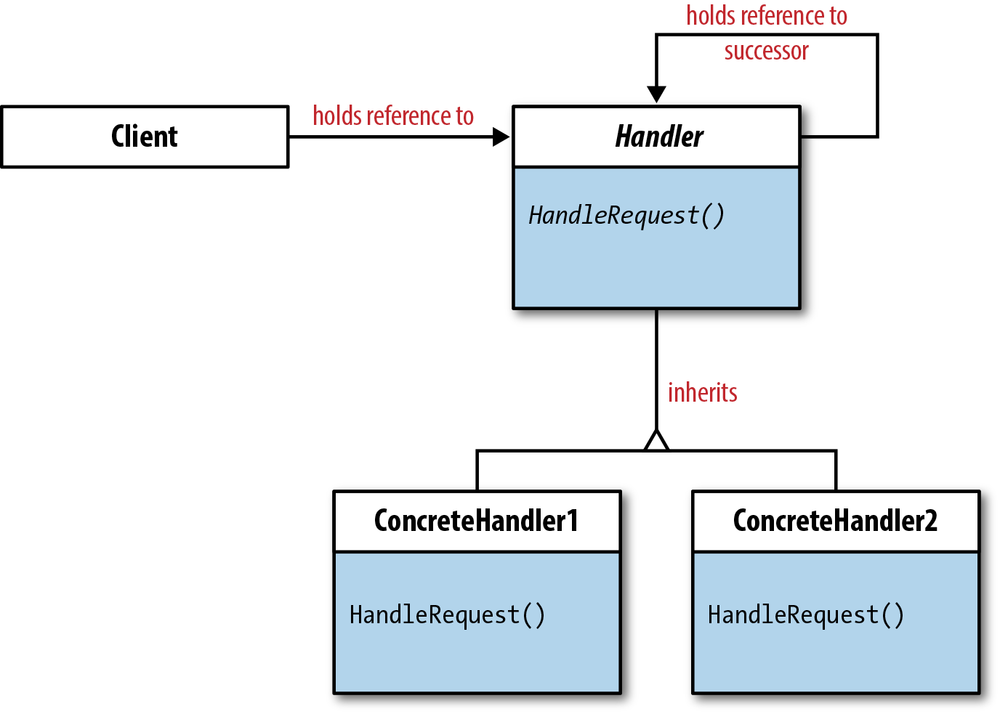 holds reference to
successor
Client
holds reference to
Handler
HandleRequest()
inherits
ConcreteHandler1
ConcreteHandler2
HandleRequest()
HandleRequest()